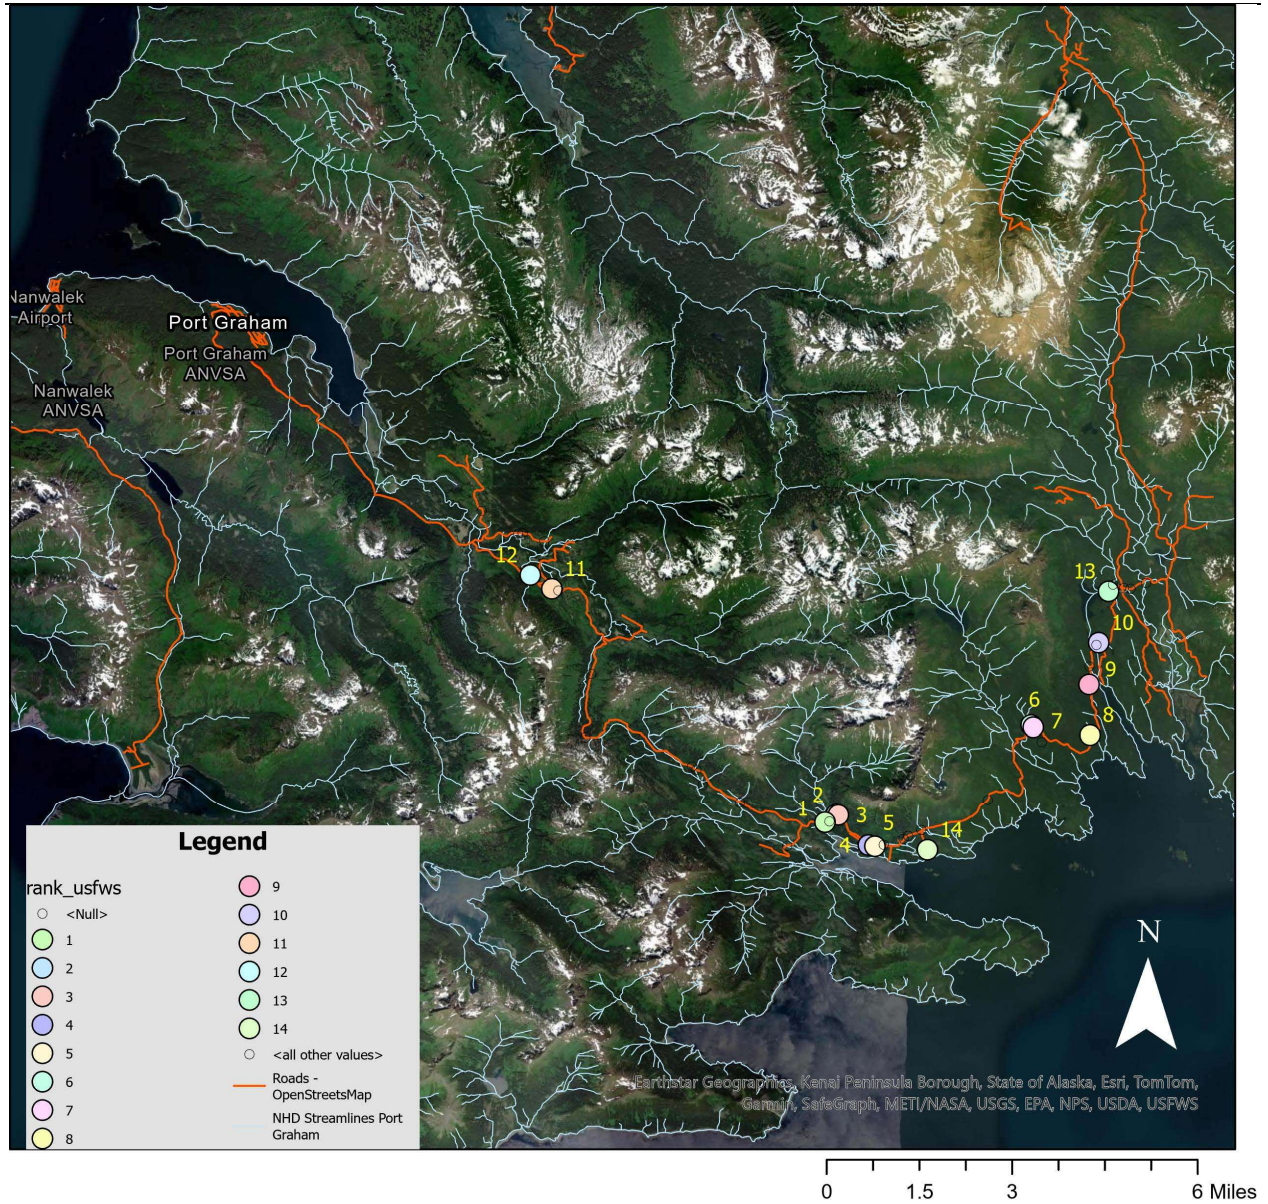 Nanwalek
Airport
Port Graham
Port Graham
ANVSA
Nanwalek
ANVSA
12
11
13
10
9
6
7
8
2
1
3
5
4
14
Legend
rank_usfws
<Null>
1
2
3
4
5
6
7
8
9
10
11
12
13
14
<all other values>
Roads -
OpenStreetsMap
NHD Streamlines Port
Graham
N
Earthstar Geographics, Kenai Peninsula Borough, State of Alaska, Esri, TomTom,
Garmin, SafeGraph, METI/NASA, USGS, EPA, NPS, USDA, USFWS
0 1.5 3 6 Miles